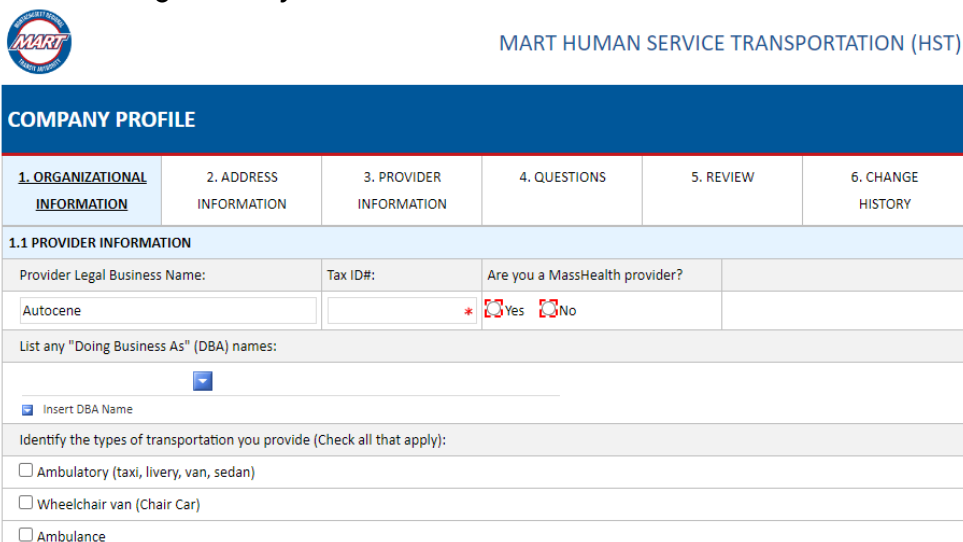 MART
MART HUMAN SERVICE TRANSPORTATION (HST)
COMPANY PROFILE
1. ORGANIZATIONAL INFORMATION
2. ADDRESS INFORMATION
3. PROVIDER INFORMATION
4. QUESTIONS
5. REVIEW
6. CHANGE HISTORY
1.1 PROVIDER INFORMATION
Provider Legal Business Name:
Tax ID#:
Are you a MassHealth provider?
Autocene
*
Yes
No
List any "Doing Business As" (DBA) names:
Insert DBA Name
Identify the types of transportation you provide (Check all that apply):
Ambulatory (taxi, livery, van, sedan)
Wheelchair van (Chair Car)
Ambulance